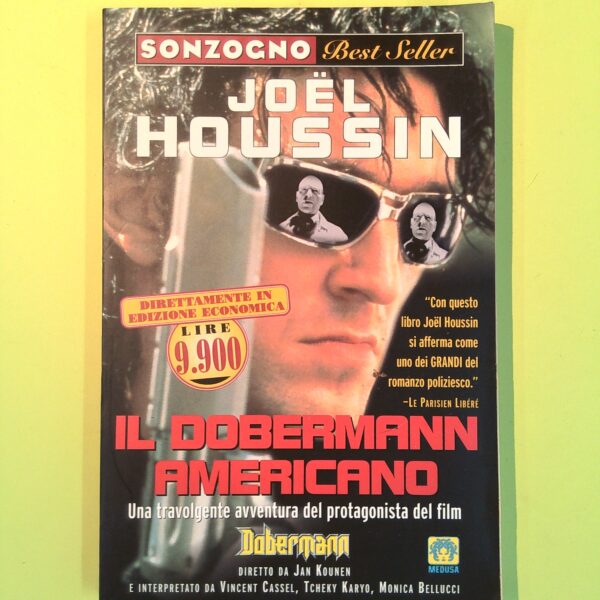 SONZOGNO Best Seller
JOËL
HOUSSIN
DIRETTAMENTE IN
EDIZIONE ECONOMICA
LIRE
9.900
"Con questo
libro Joël Houssin
si afferma come
uno dei GRANDI del
romanzo poliziesco."
–LE PARISIEN LIBÉRÉ
IL DOBERMANN
AMERICANO
Una travolgente avventura del protagonista del film
Dobermann
DIRETTO DA JAN KOUNEN
E INTERPRETATO DA VINCENT CASSEL, TCHEKY KARYO, MONICA BELLUCCI
MEDUSA